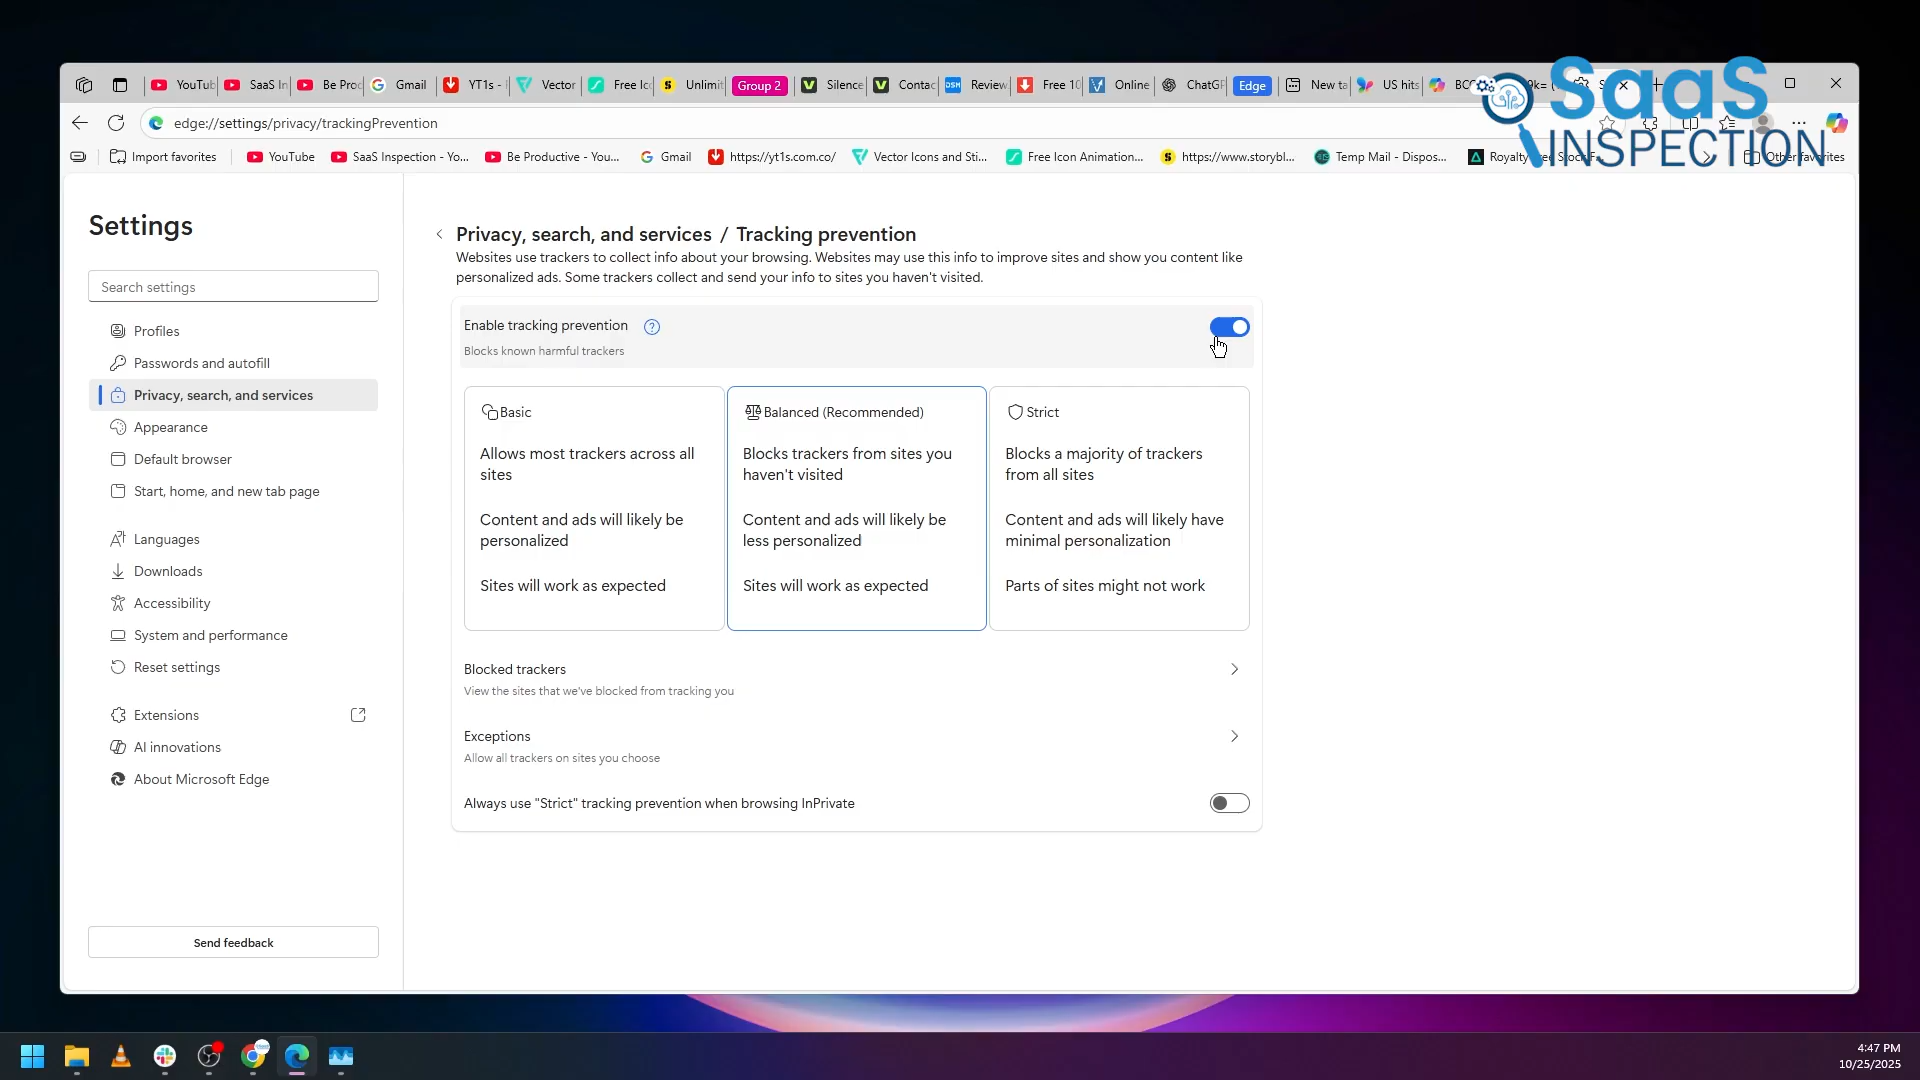 YouTub
SaaS In
Be Proc
Gmail
YT1s -
Vector
Free Ic
Unlimit
Group 2
Silence
Contac
Review
Free 10
Online
ChatGP
Edge
New ta
US hits
BC
edge://settings/privacy/trackingPrevention
SaaS
INSPECTION
Import favorites
YouTube
SaaS Inspection - Yo...
Be Productive - You...
Gmail
https://yt1s.com.co/
Vector Icons and Sti...
Free Icon Animation...
https://www.storybl...
Temp Mail - Dispos...
Other favorites
Settings
Search settings
Profiles
Passwords and autofill
Privacy, search, and services
Appearance
Default browser
Start, home, and new tab page
Languages
Downloads
Accessibility
System and performance
Reset settings
Extensions
AI innovations
About Microsoft Edge
Send feedback
Privacy, search, and services / Tracking prevention
Websites use trackers to collect info about your browsing. Websites may use this info to improve sites and show you content like
personalized ads. Some trackers collect and send your info to sites you haven't visited.
Enable tracking prevention
Blocks known harmful trackers
Basic
Allows most trackers across all
sites
Content and ads will likely be
personalized
Sites will work as expected
Balanced (Recommended)
Blocks trackers from sites you
haven't visited
Content and ads will likely be
less personalized
Sites will work as expected
Strict
Blocks a majority of trackers
from all sites
Content and ads will likely have
minimal personalization
Parts of sites might not work
Blocked trackers
View the sites that we've blocked from tracking you
Exceptions
Allow all trackers on sites you choose
Always use "Strict" tracking prevention when browsing InPrivate
4:47 PM
10/25/2025